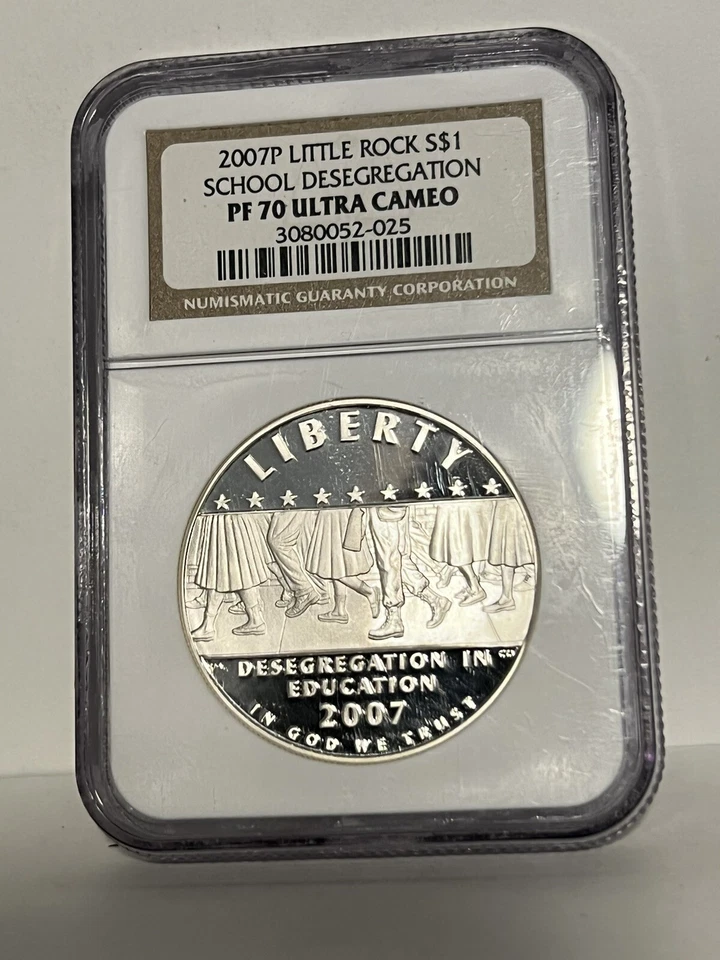 2007P LITTLE ROCK S$1
SCHOOL DESEGREGATION
PF 70 ULTRA CAMEO
3080052-025
NUMISMATIC GUARANTY CORPORATION
LIBERTY
DESEGREGATION IN
EDUCATION
2007
IN GOD WE TRUST